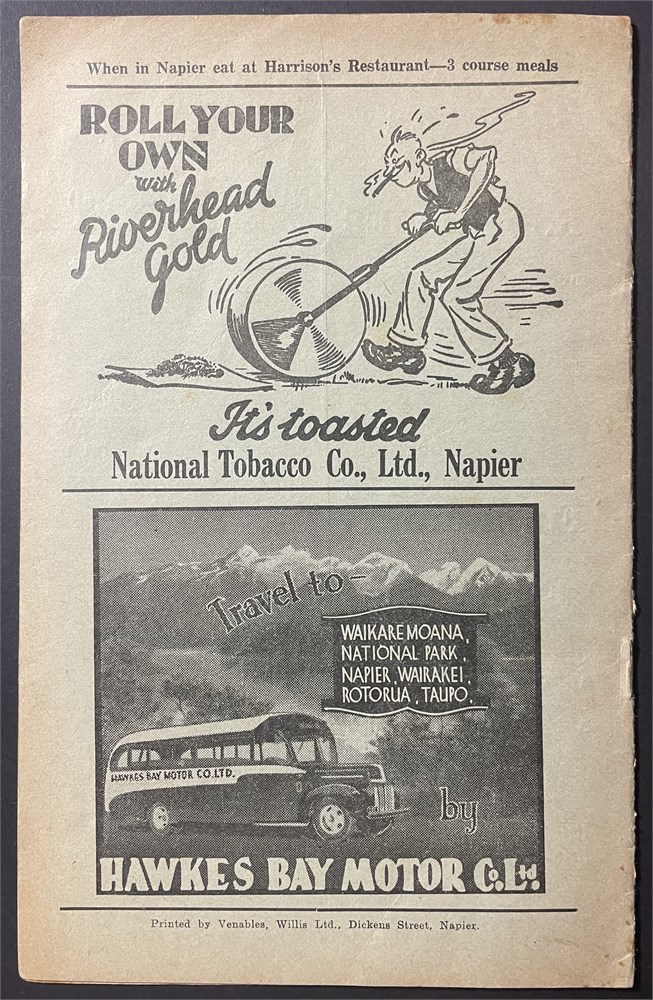 When in Napier eat at Harrison's Restaurant—3 course meals
ROLL YOUR
OWN
with
Riverhead
Gold
It's toasted
National Tobacco Co., Ltd., Napier
Travel to—
WAIKARE MOANA,
NATIONAL PARK,
NAPIER, WAIRAKEI,
ROTORUA, TAUPO.
HAWKES BAY MOTOR CO. LTD.
by
HAWKES BAY MOTOR Co. Ltd.
Printed by Venables, Willis Ltd., Dickens Street, Napier.